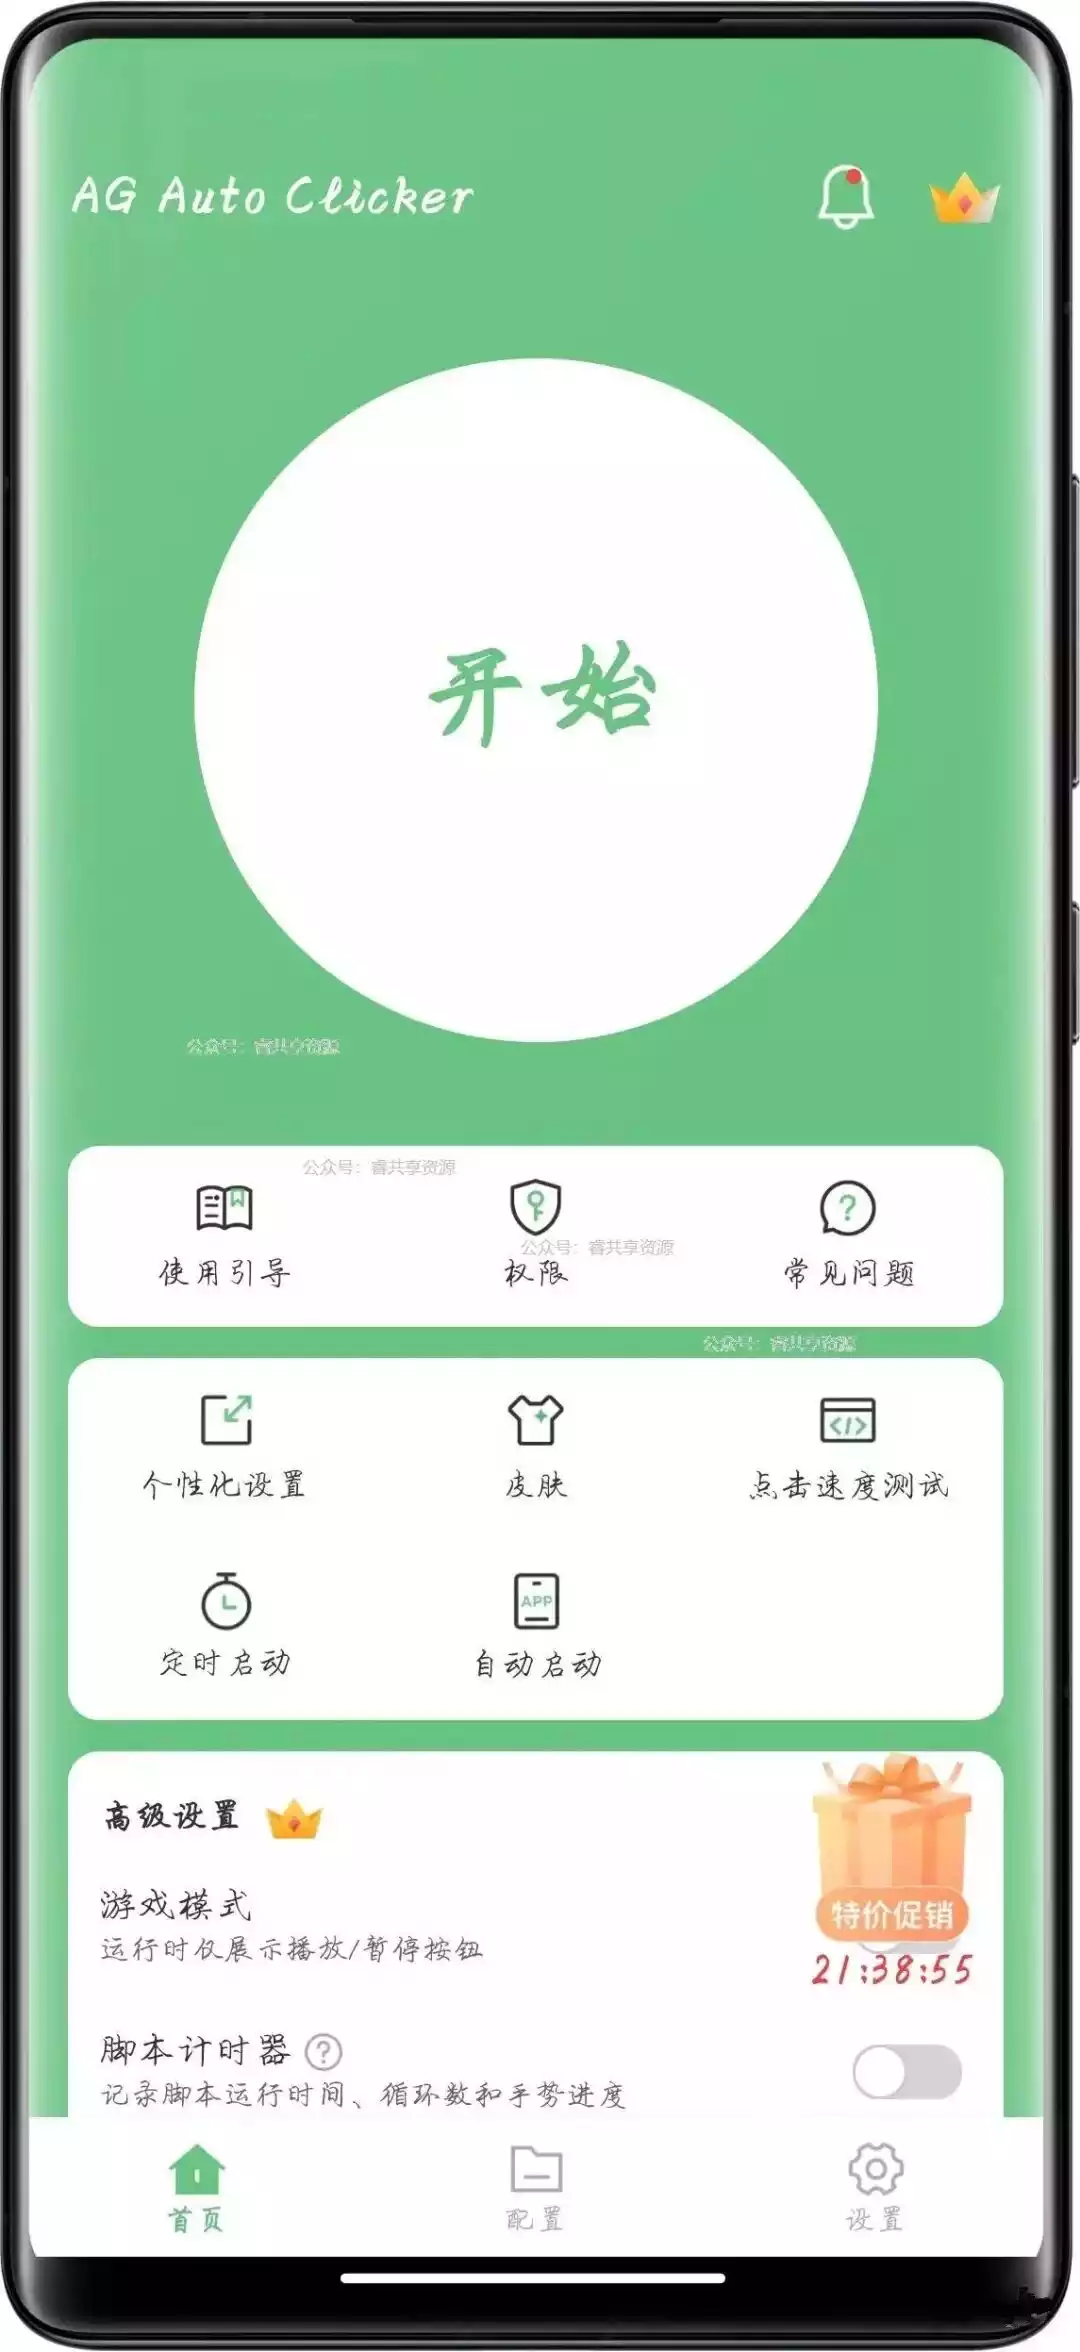 AG Auto Clicker
开始
公众号：睿共享资源
公众号：睿共享资源
公众号：睿共享资源
使用引导 权限 常见问题
公众号：睿共享资源
个性化设置 皮肤 点击速度测试
APP
定时启动 自动启动
高级设置
游戏模式
特价促销
运行时仅展示播放/暂停按钮
21:38:55
脚本计时器
记录脚本运行时间、循环数和手势进度
首页 配置 设置